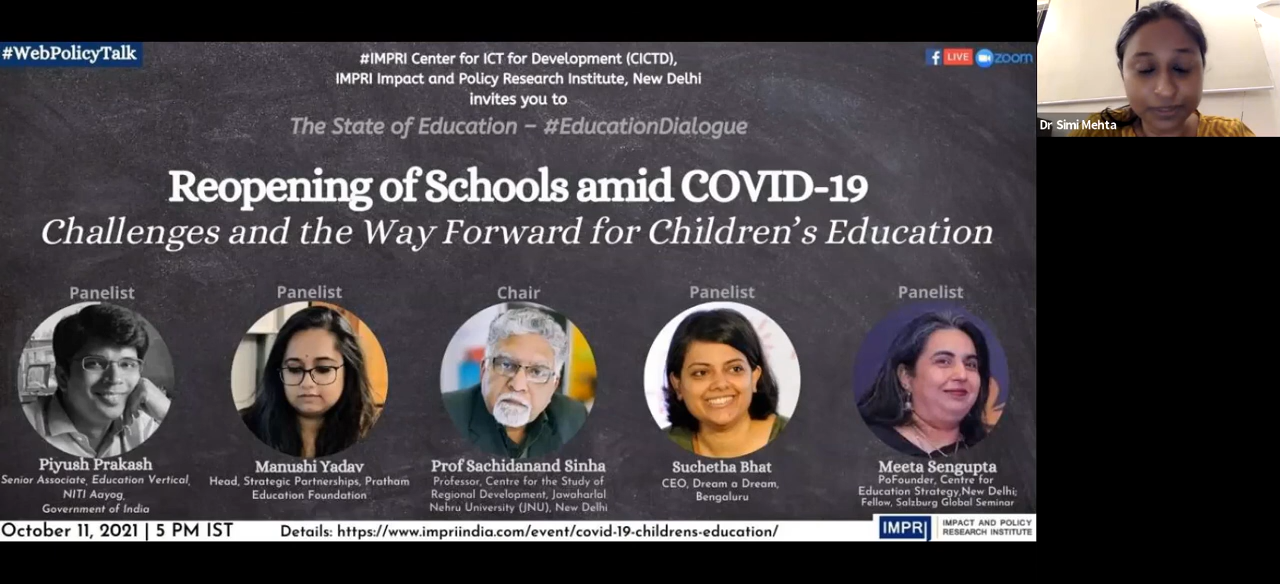 #WebPolicyTalk
#IMPRI Center for ICT for Development (CICTD),
IMPRI Impact and Policy Research Institute, New Delhi
invites you to
f LIVE zoom
The State of Education – #EducationDialogue
Reopening of Schools amid COVID-19
Challenges and the Way Forward for Children's Education
Panelist
Piyush Prakash
Senior Associate, Education Vertical,
NITI Aayog,
Government of India
Panelist
Manushi Yadav
Head, Strategic Partnerships, Pratham
Education Foundation
Chair
Prof Sachidanand Sinha
Professor, Centre for the Study of
Regional Development, Jawaharlal
Nehru University (JNU), New Delhi
Panelist
Suchetha Bhat
CEO, Dream a Dream,
Bengaluru
Panelist
Meeta Sengupta
PoFounder, Centre for
Education Strategy,New Delhi;
Fellow, Salzburg Global Seminar
October 11, 2021 | 5 PM IST
Details: https://www.impriindia.com/event/covid-19-childrens-education/
IMPRI
IMPACT AND POLICY
RESEARCH INSTITUTE
Dr Simi Mehta